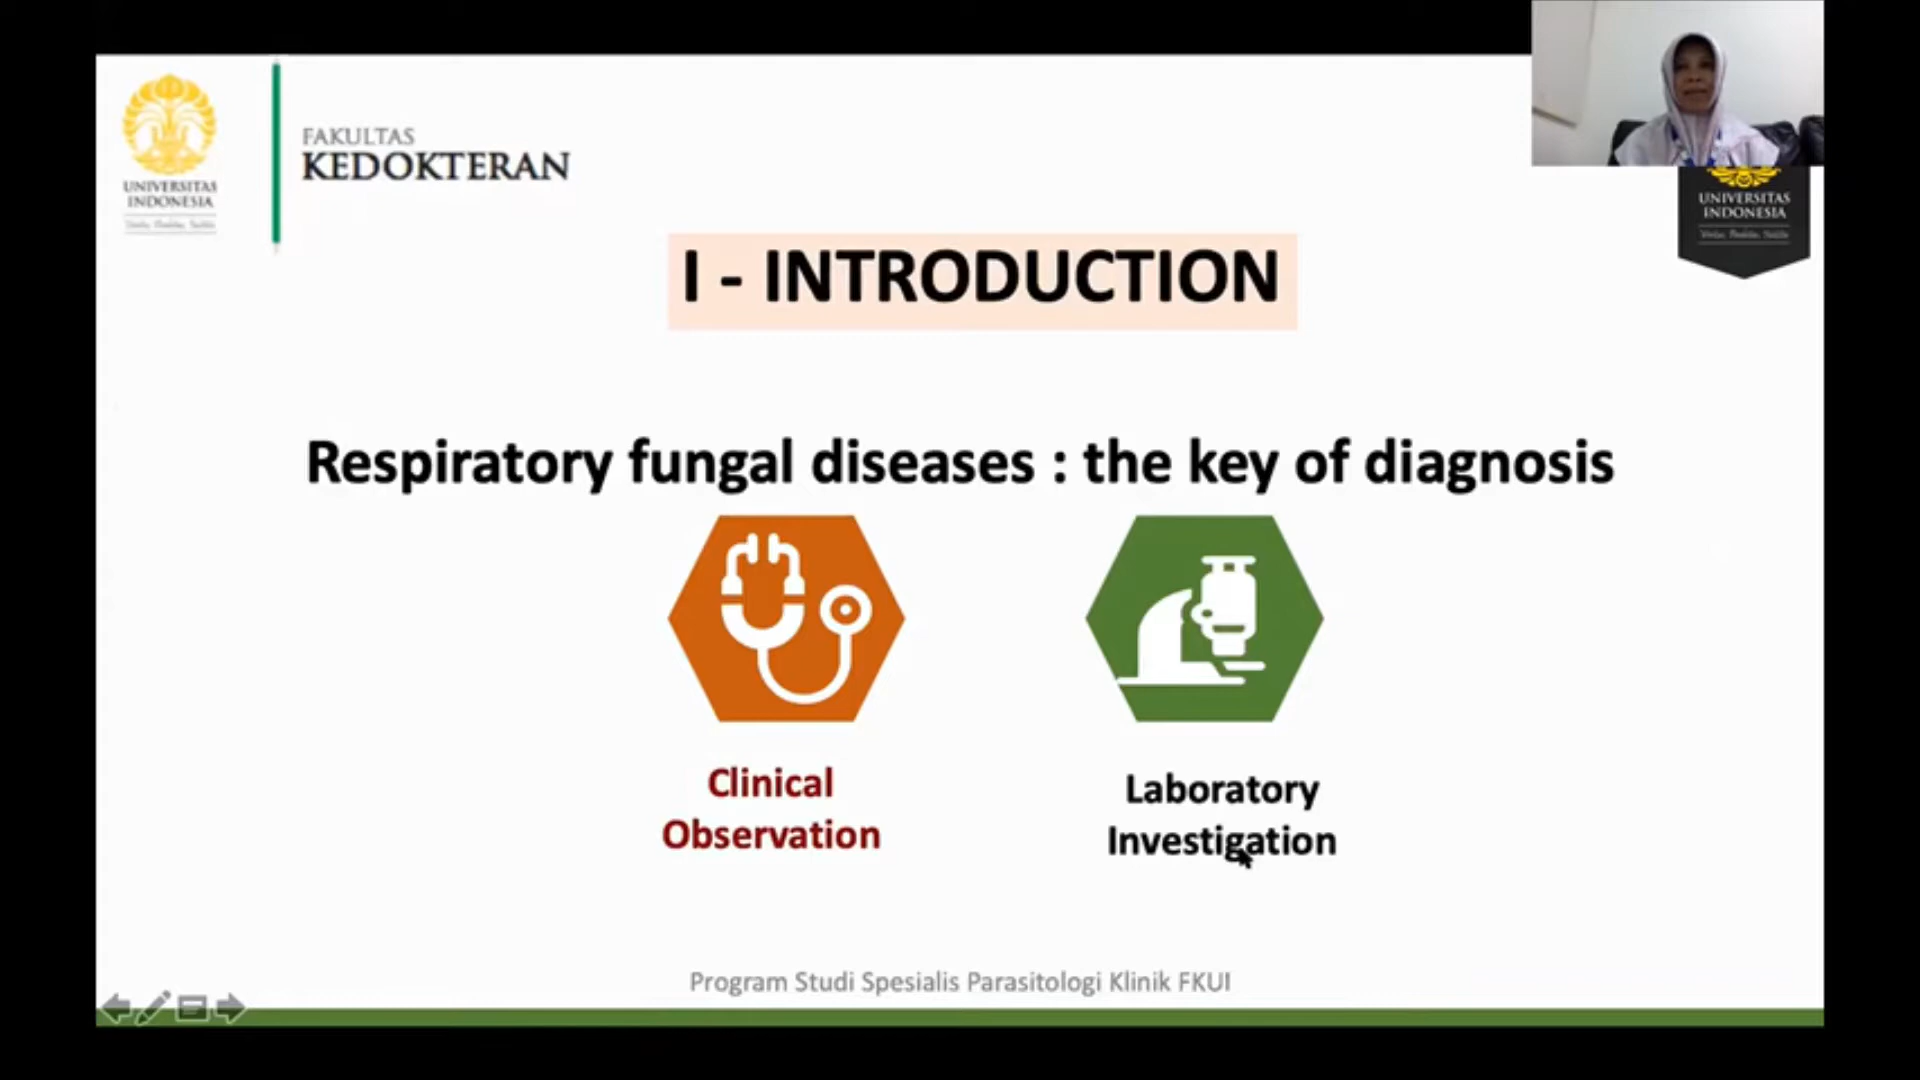 FAKULTAS
KEDOKTERAN
UNIVERSITAS
INDONESIA
UNIVERSITAS
INDONESIA
I - INTRODUCTION
Respiratory fungal diseases : the key of diagnosis
Clinical
Observation
Laboratory
Investigation
Program Studi Spesialis Parasitologi Klinik FKUI